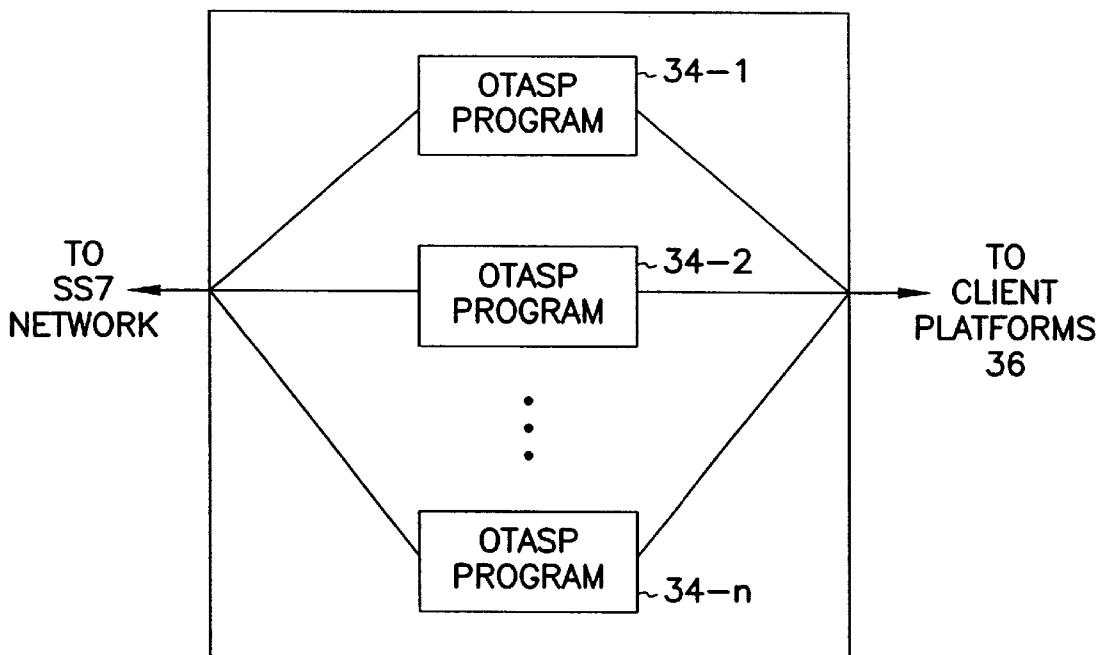 OTASP
PROGRAM
34-1
TO
SS7
NETWORK
OTASP
PROGRAM
34-2
TO
CLIENT
PLATFORMS
36
OTASP
PROGRAM
34-n